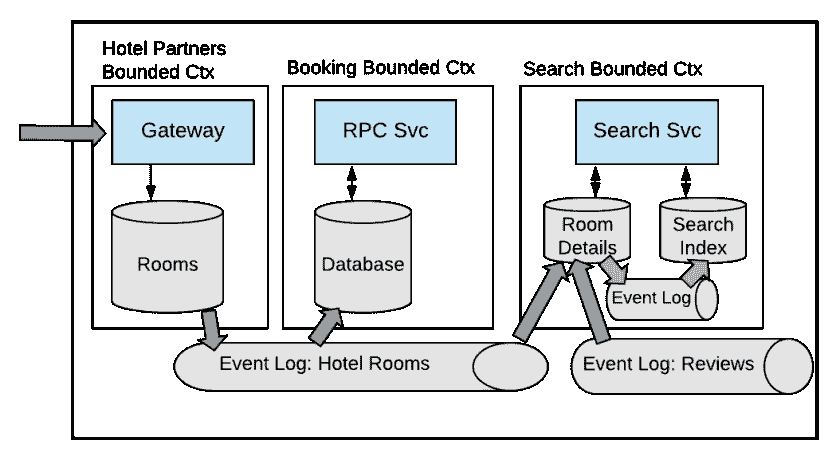 Hotel Partners
Bounded Ctx
Booking Bounded Ctx
Search Bounded Ctx
Gateway
RPC Svc
Search Svc
Rooms
Database
Room
Details
Search
Index
Event Log
Event Log: Hotel Rooms
Event Log: Reviews